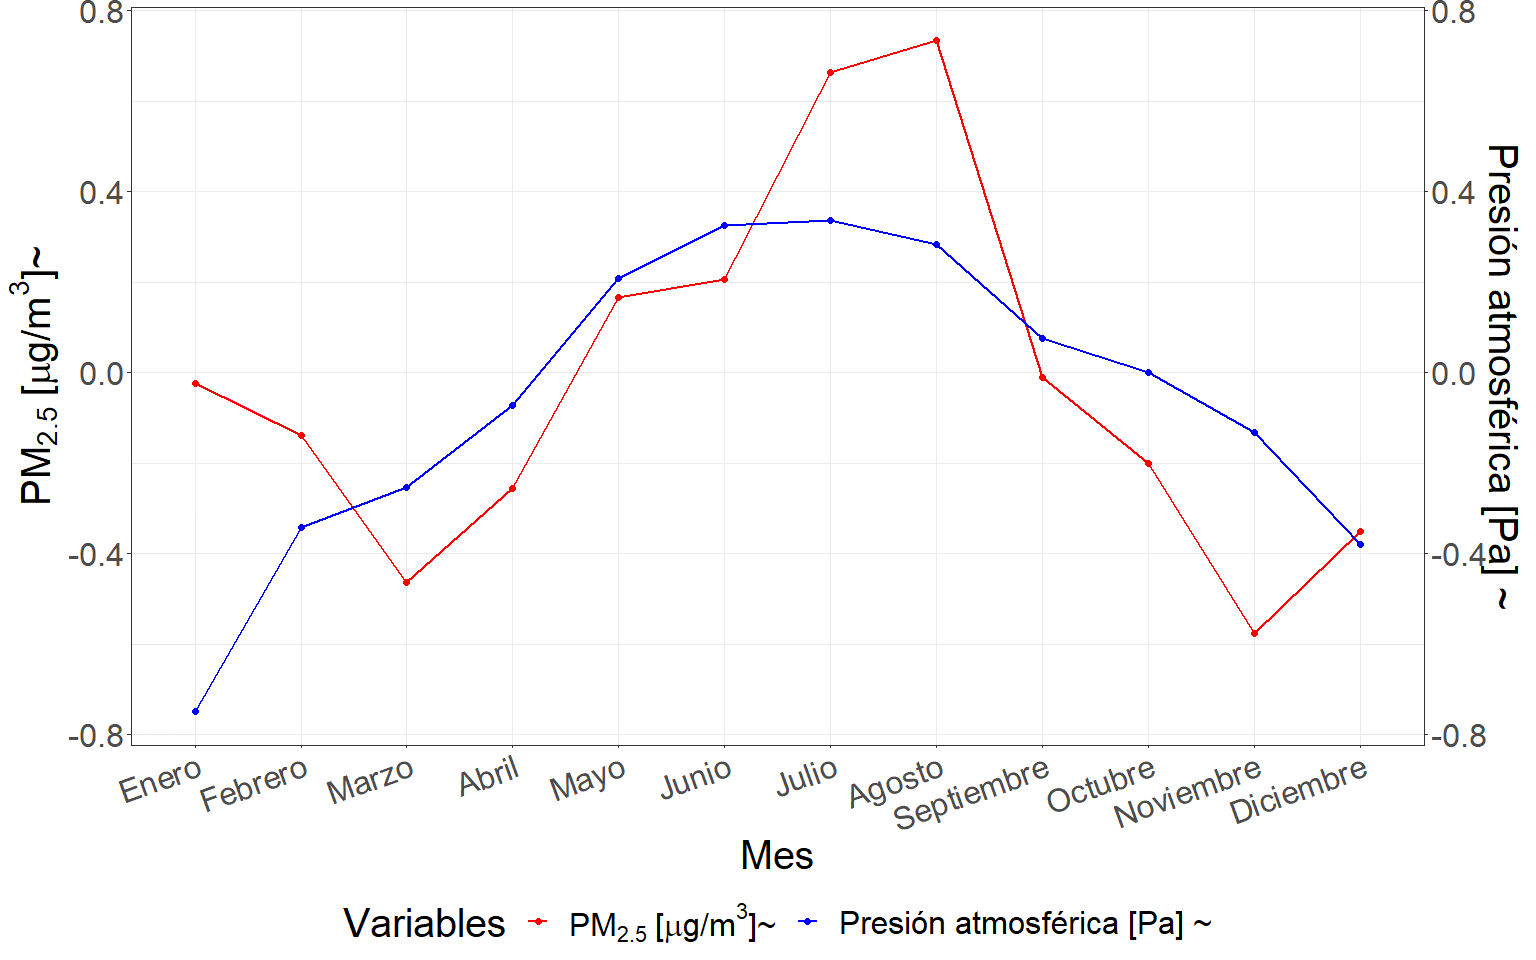 0.8
0.4
0.0
-0.4
-0.8
PM2.5 [μg/m3]~
0.8
0.4
0.0
-0.4
-0.8
Presión atmosférica [Pa] ~
Enero
Febrero
Marzo
Abril
Mayo
Junio
Julio
Agosto
Septiembre
Octubre
Noviembre
Diciembre
Mes
Variables PM2.5 [μg/m3]~ Presión atmosférica [Pa] ~